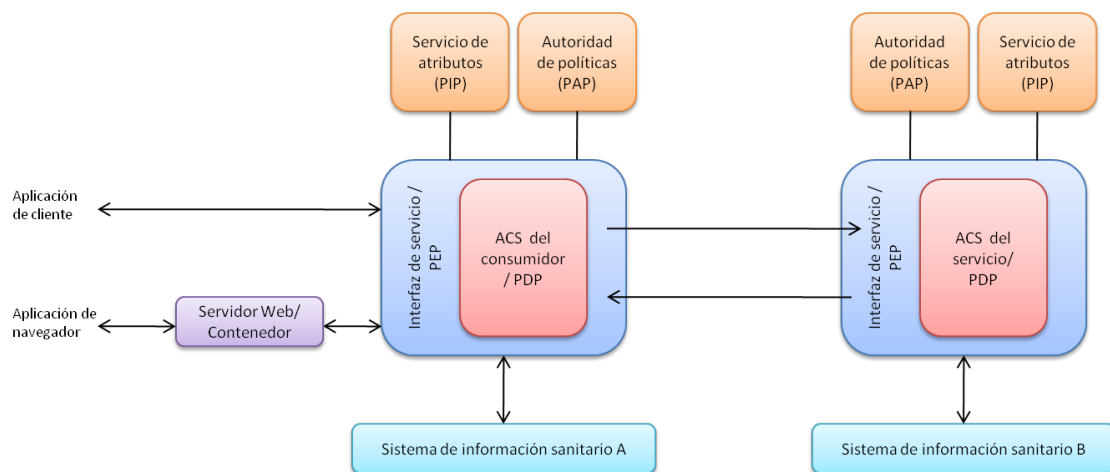 Servicio de
atributos
(PIP)
Autoridad
de políticas
(PAP)
Autoridad
de políticas
(PAP)
Servicio de
atributos
(PIP)
Aplicación
de cliente
Aplicación de
navegador
Servidor Web/
Contenedor
Interfaz de servicio /
PEP
ACS del
consumidor
/ PDP
Interfaz de servicio /
PEP
ACS del
servicio/
PDP
Sistema de información sanitario A
Sistema de información sanitario B